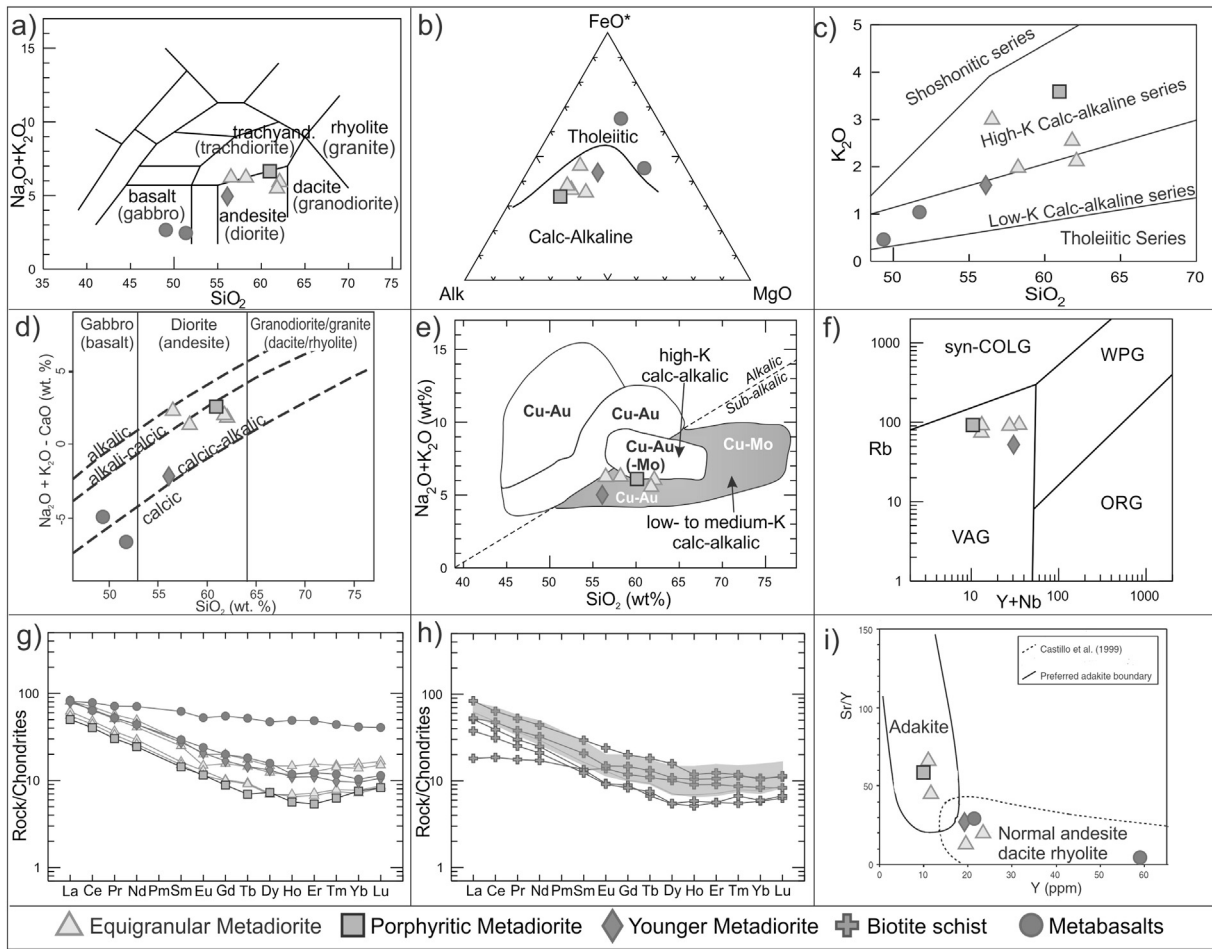 a)
Na₂O+K₂O
15
10
5
0
trachyand. rhyolite
(trachdiorite) (granite)
basalt
(gabbro)
dacite
(granodiorite)
andesite
(diorite)
35 40 45 50 55 60 65 70 75
SiO₂
b)
FeO*
Tholeiitic
Calc-Alkaline
Alk
MgO
c)
K₂O
5
4
3
2
1
0
Shoshonitic series
High-K Calc-alkaline series
Low-K Calc-alkaline series
Tholeiitic Series
50 55 60 65 70
SiO₂
d)
Gabbro
(basalt)
Diorite
(andesite)
Granodiorite/granite
(dacite/rhyolite)
Na₂O + K₂O - CaO (wt. %)
5
0
-5
alkalic
alkali-calcic
calcic-alkalic
calcic
50 55 60 65 70 75
SiO₂ (wt. %)
e)
Na₂O+K₂O (wt%)
15
10
5
0
high-K
calc-alkalic
Alkalic
Sub-alkalic
Cu-Au
Cu-Au
Cu-Au
(-Mo)
Cu-Mo
Cu-Au
low- to medium-K
calc-alkalic
40 45 50 55 60 65 70 75
SiO₂ (wt%)
f)
1000
100
10
1
Rb
syn-COLG
WPG
VAG
ORG
10 100 1000
Y+Nb
g)
Rock/Chondrites
100
10
1
La Ce Pr Nd PmSm Eu Gd Tb Dy Ho Er Tm Yb Lu
h)
Rock/Chondrites
100
10
1
La Ce Pr Nd PmSm Eu Gd Tb Dy Ho Er Tm Yb Lu
i)
Sr/Y
150
100
50
0
Castillo et al. (1999)
Preferred adakite boundary
Adakite
Normal andesite
dacite rhyolite
0 10 20 30 40 50 60
Y (ppm)
Equigranular Metadiorite Porphyritic Metadiorite Younger Metadiorite Biotite schist Metabasalts